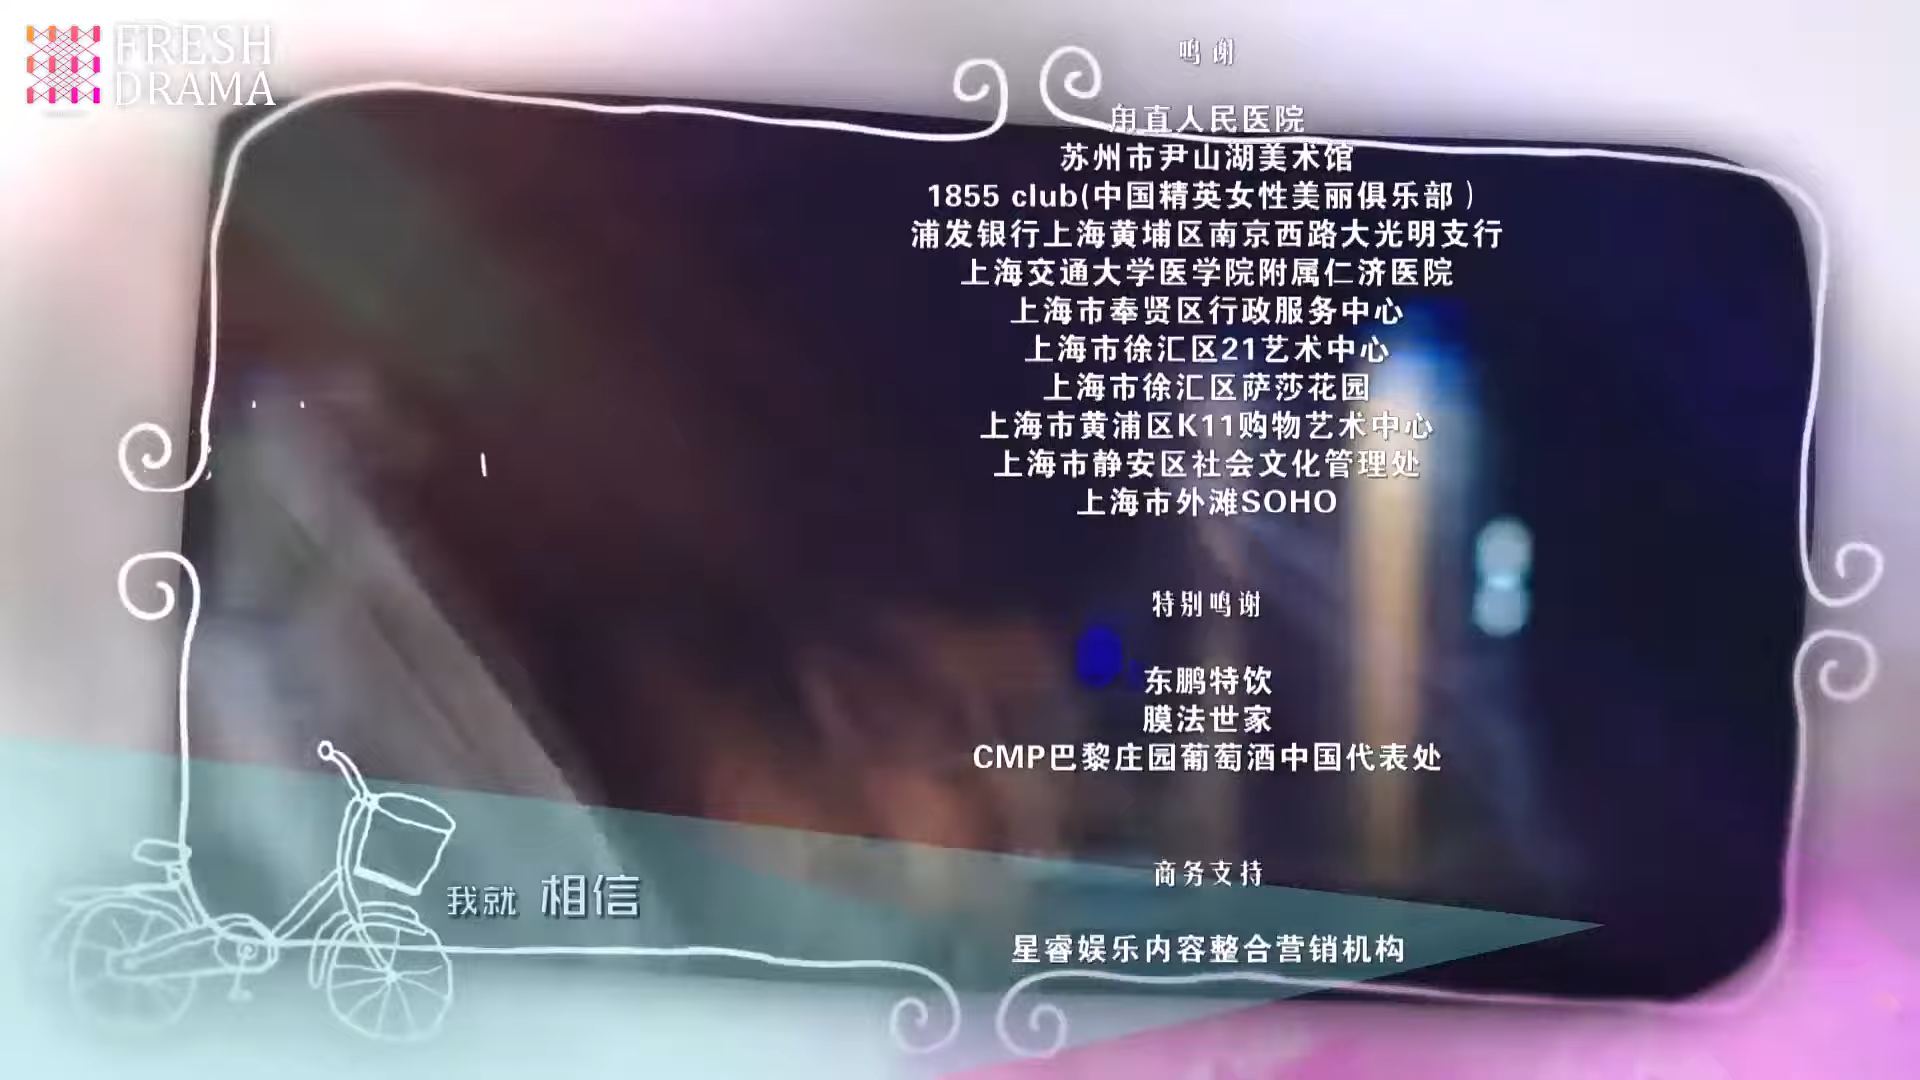 FRESH
DRAMA
鸣谢
甪直人民医院
苏州市尹山湖美术馆
1855 club(中国精英女性美丽俱乐部）
浦发银行上海黄埔区南京西路大光明支行
上海交通大学医学院附属仁济医院
上海市奉贤区行政服务中心
上海市徐汇区21艺术中心
上海市徐汇区萨莎花园
上海市黄浦区K11购物艺术中心
上海市静安区社会文化管理处
上海市外滩SOHO
特别鸣谢
东鹏特饮
膜法世家
CMP巴黎庄园葡萄酒中国代表处
商务支持
星睿娱乐内容整合营销机构
我就 相信